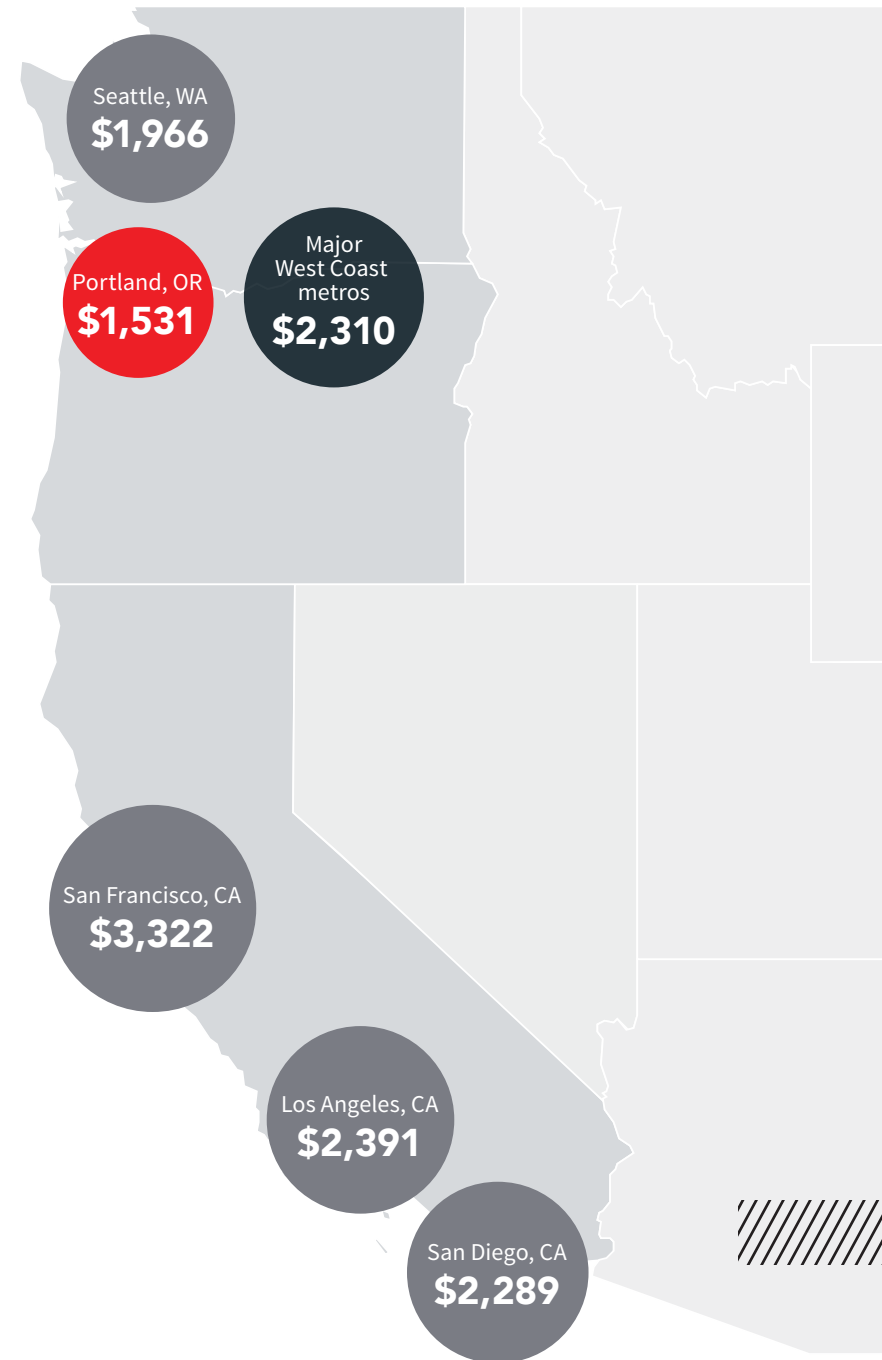 Seattle, WA
$1,966
Portland, OR
$1,531
Major
West Coast
metros
$2,310
San Francisco, CA
$3,322
Los Angeles, CA
$2,391
San Diego, CA
$2,289